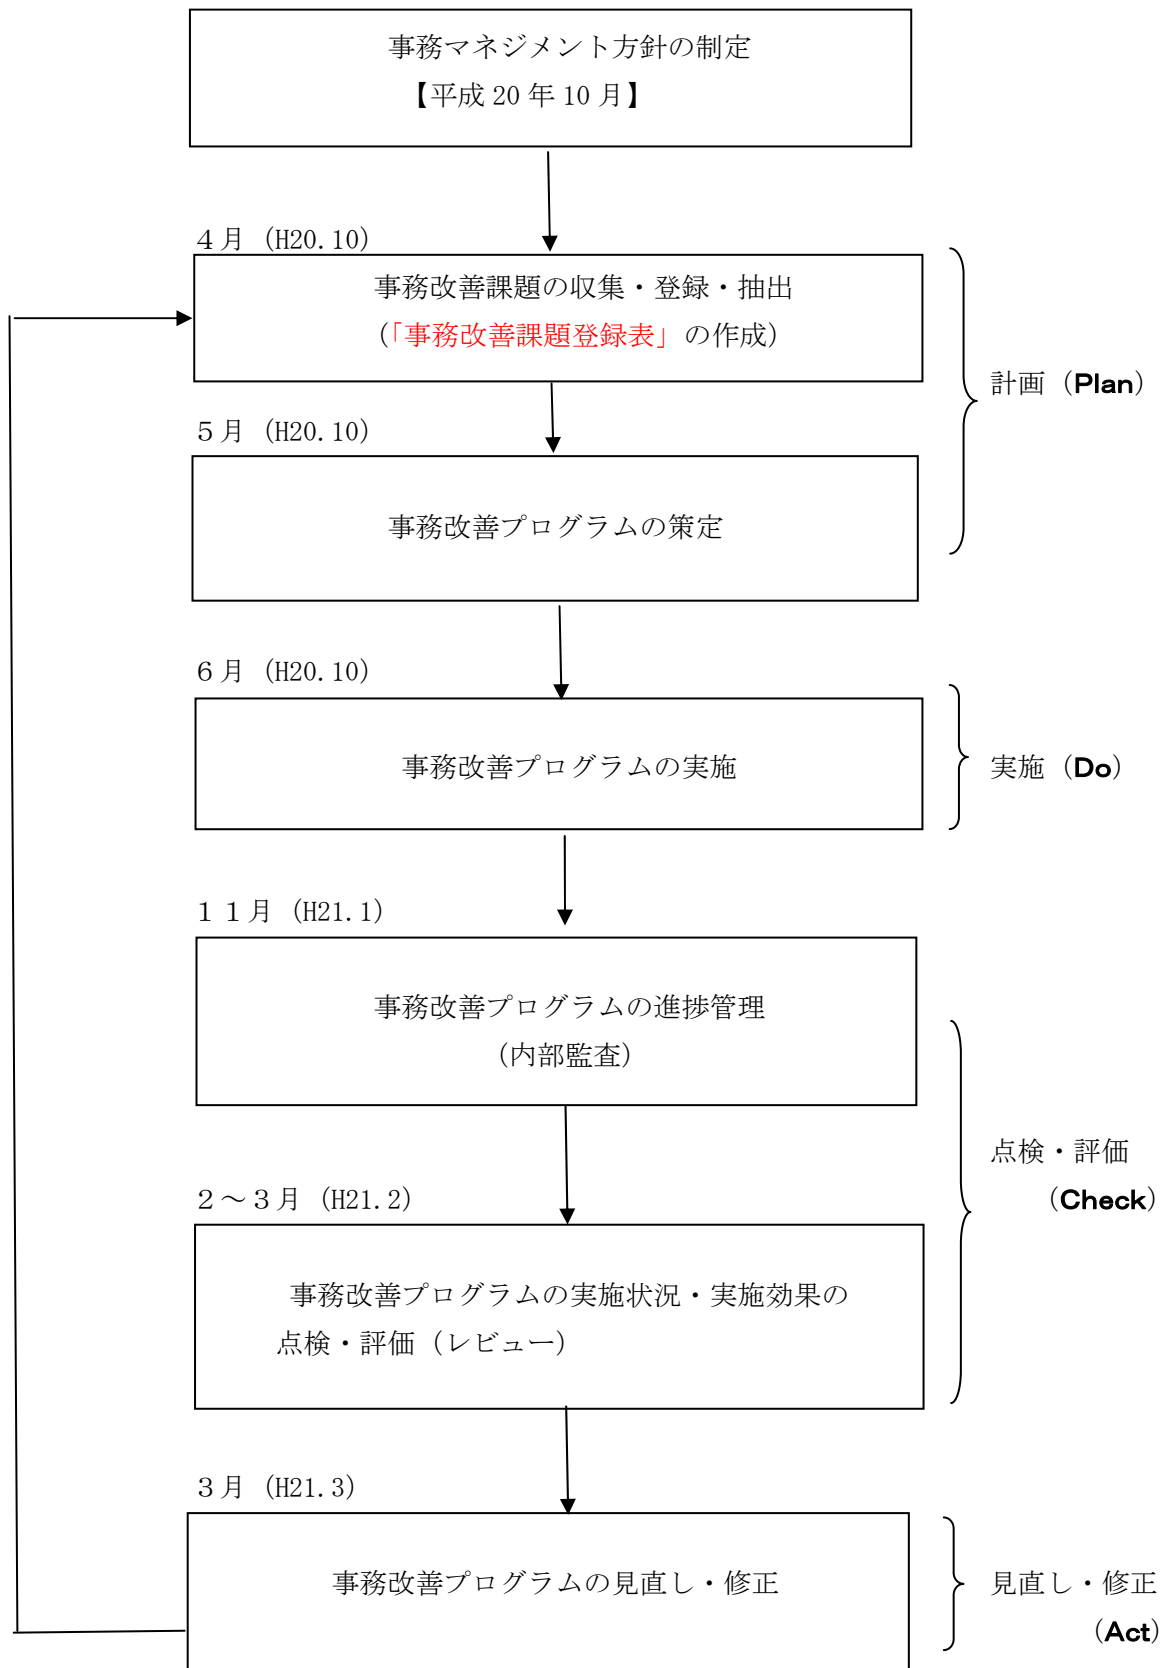 事務マネジメント方針の制定
【平成 20 年 10 月】
４月（H20.10）
事務改善課題の収集・登録・抽出
（「事務改善課題登録表」の作成）
計画（Plan）
５月（H20.10）
事務改善プログラムの策定
６月（H20.10）
事務改善プログラムの実施
実施（Do）
１１月（H21.1）
事務改善プログラムの進捗管理
（内部監査）
点検・評価
（Check）
２～３月（H21.2）
事務改善プログラムの実施状況・実施効果の
点検・評価（レビュー）
３月（H21.3）
事務改善プログラムの見直し・修正
見直し・修正
（Act）